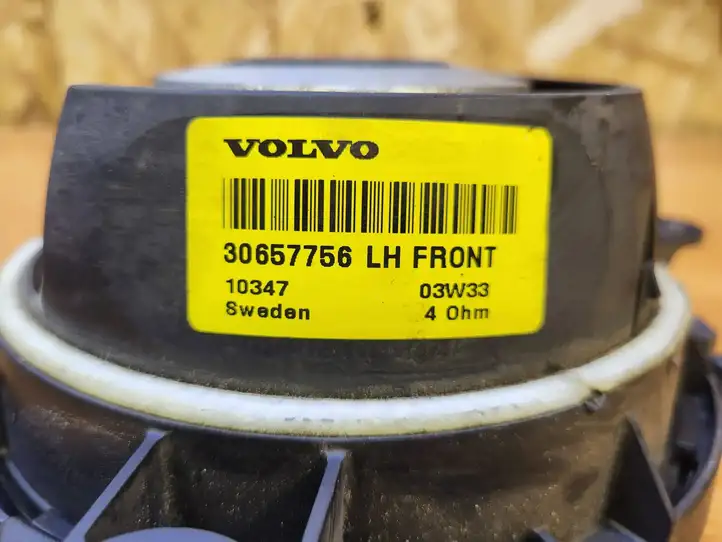 VOLVO
30657756 LH FRONT
10347 03W33
Sweden 4 Ohm